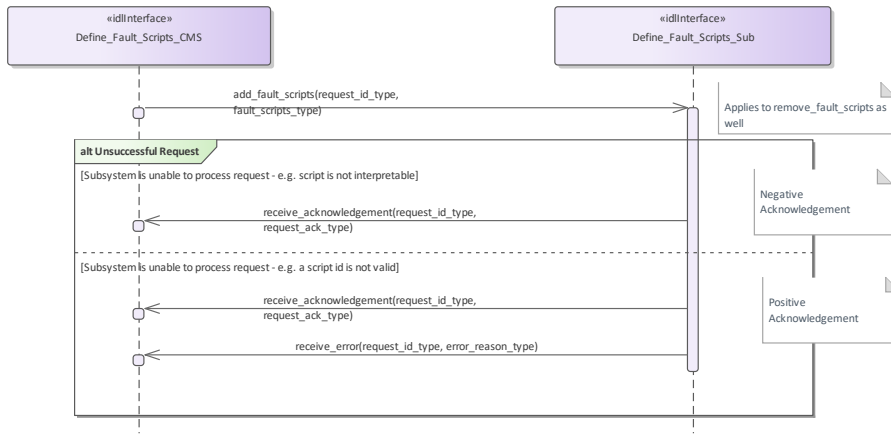 «idlInterface»
Define_Fault_Scripts_CMS
«idlInterface»
Define_Fault_Scripts_Sub
add_fault_scripts(request_id_type,
fault_scripts_type)
Applies to remove_fault_scripts as
well
alt Unsuccessful Request
[Subsystem is unable to process request - e.g. script is not interpretable]
Negative
Acknowledgement
receive_acknowledgement(request_id_type,
request_ack_type)
[Subsystem is unable to process request - e.g. a script id is not valid]
receive_acknowledgement(request_id_type,
request_ack_type)
Positive
Acknowledgement
receive_error(request_id_type, error_reason_type)